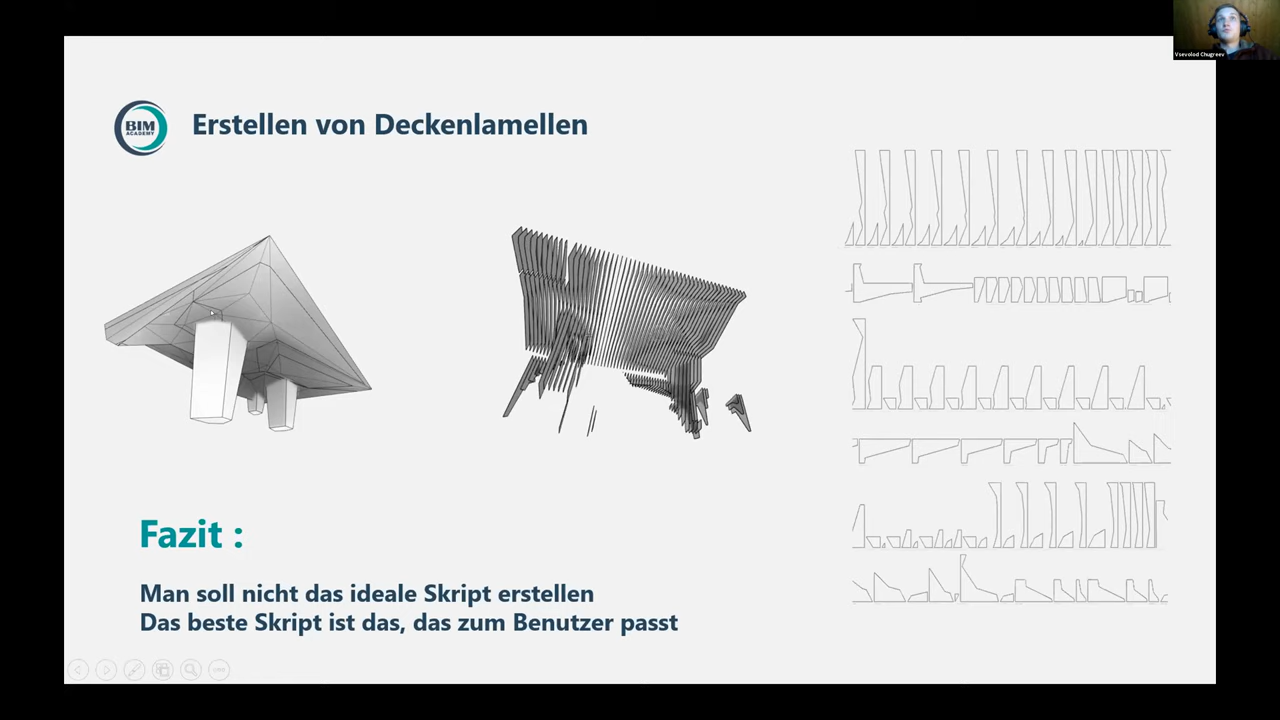 Vsevolod Chugreev
BIM
ACADEMY
Erstellen von Deckenlamellen
Fazit :
Man soll nicht das ideale Skript erstellen
Das beste Skript ist das, das zum Benutzer passt